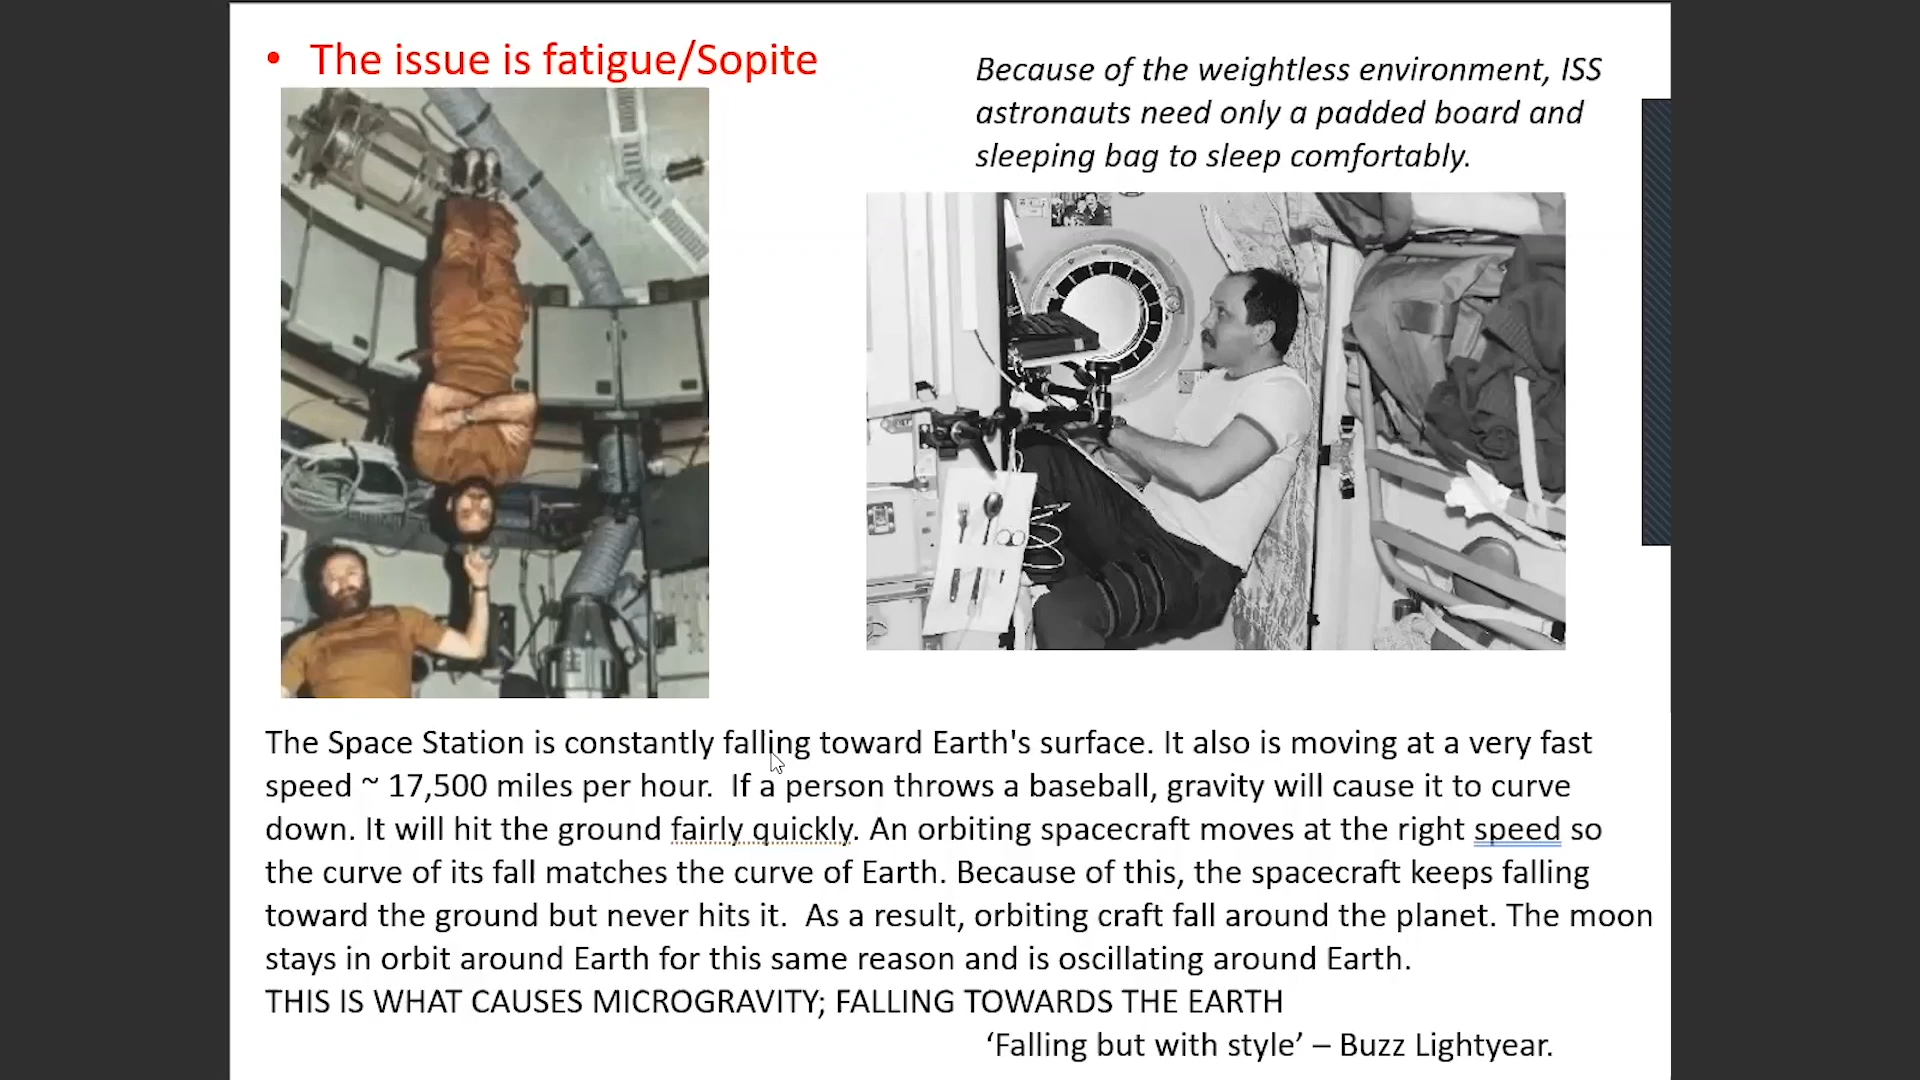 • The issue is fatigue/Sopite
Because of the weightless environment, ISS
astronauts need only a padded board and
sleeping bag to sleep comfortably.
The Space Station is constantly falling toward Earth's surface. It also is moving at a very fast
speed ~ 17,500 miles per hour.  If a person throws a baseball, gravity will cause it to curve
down. It will hit the ground fairly quickly. An orbiting spacecraft moves at the right speed so
the curve of its fall matches the curve of Earth. Because of this, the spacecraft keeps falling
toward the ground but never hits it.  As a result, orbiting craft fall around the planet. The moon
stays in orbit around Earth for this same reason and is oscillating around Earth.
THIS IS WHAT CAUSES MICROGRAVITY; FALLING TOWARDS THE EARTH
‘Falling but with style’ – Buzz Lightyear.